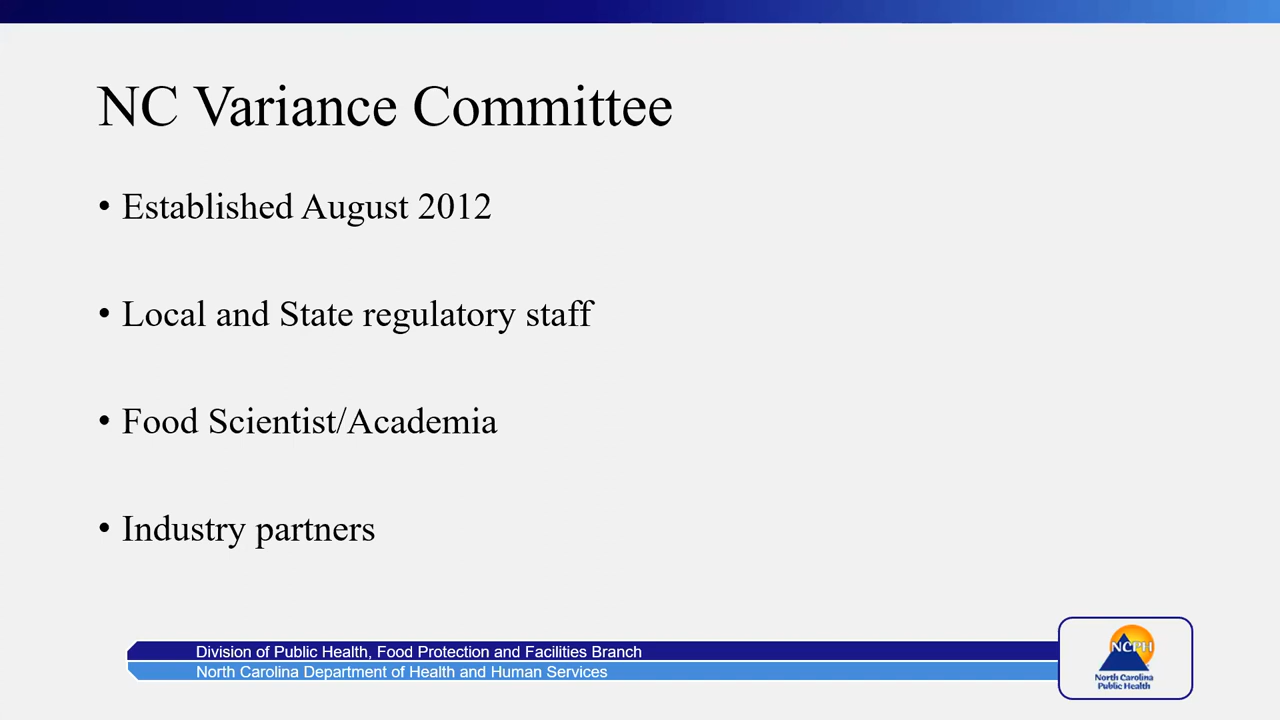 NC Variance Committee
• Established August 2012
• Local and State regulatory staff
• Food Scientist/Academia
• Industry partners
Division of Public Health, Food Protection and Facilities Branch
North Carolina Department of Health and Human Services
NCPH
North Carolina
Public Health